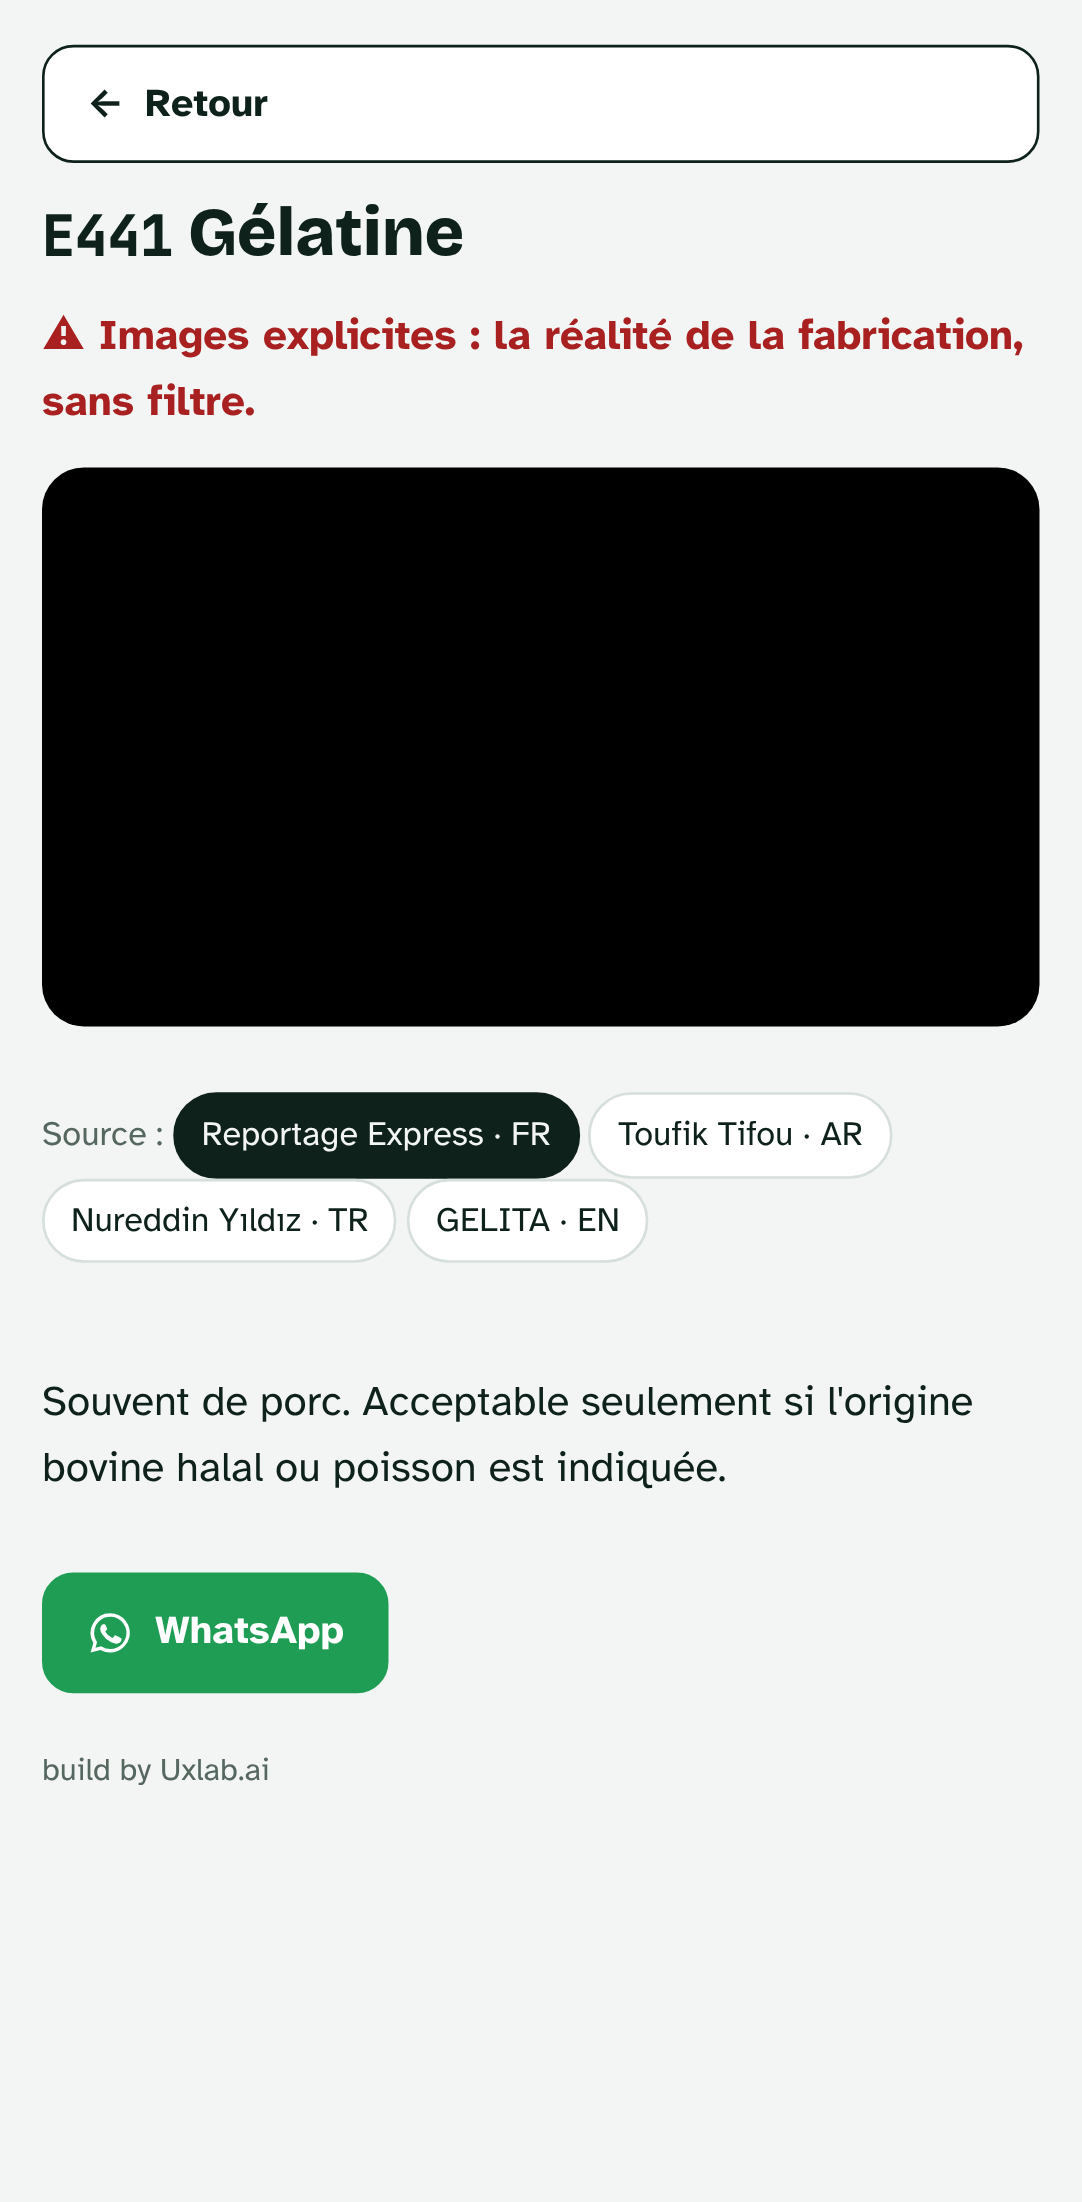 ← Retour
E441 Gélatine
⚠ Images explicites : la réalité de la fabrication,
sans filtre.
Source : Reportage Express · FR Toufik Tifou · AR
Nureddin Yıldız · TR GELITA · EN
Souvent de porc. Acceptable seulement si l'origine
bovine halal ou poisson est indiquée.
WhatsApp
build by Uxlab.ai